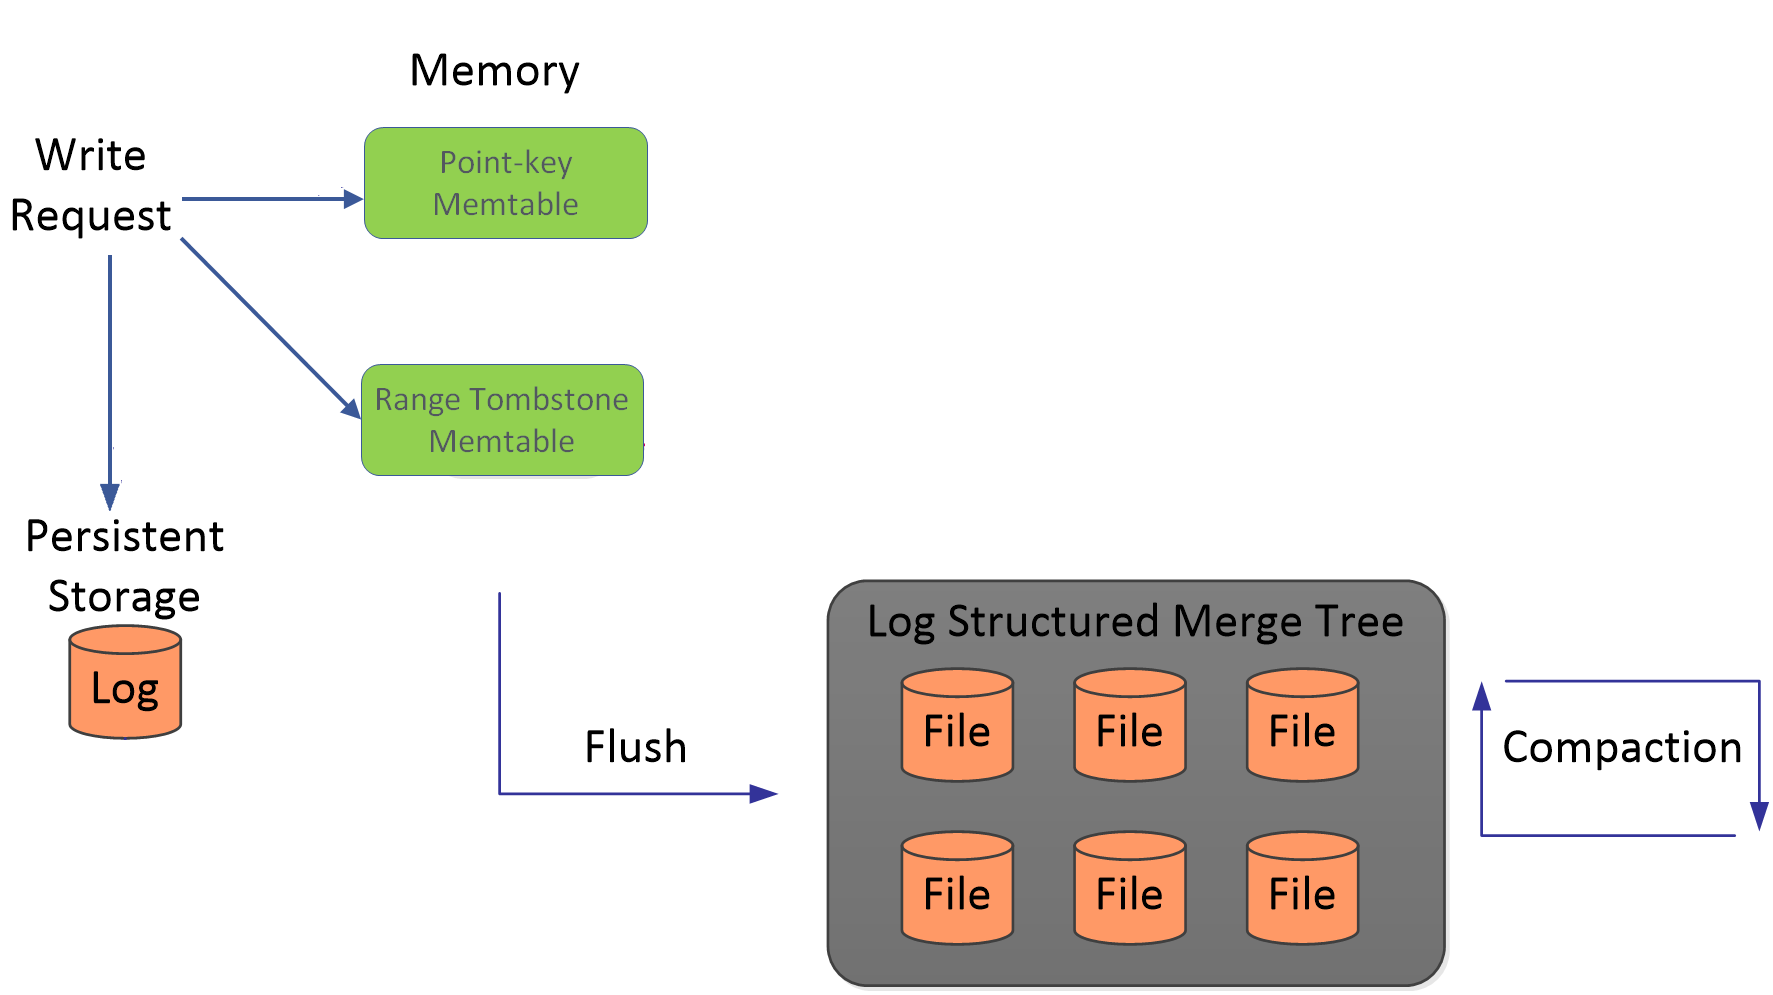 Memory
Write
Request
Point-key
Memtable
Range Tombstone
Memtable
Persistent
Storage
Log
Flush
Log Structured Merge Tree
File File File
File File File
Compaction